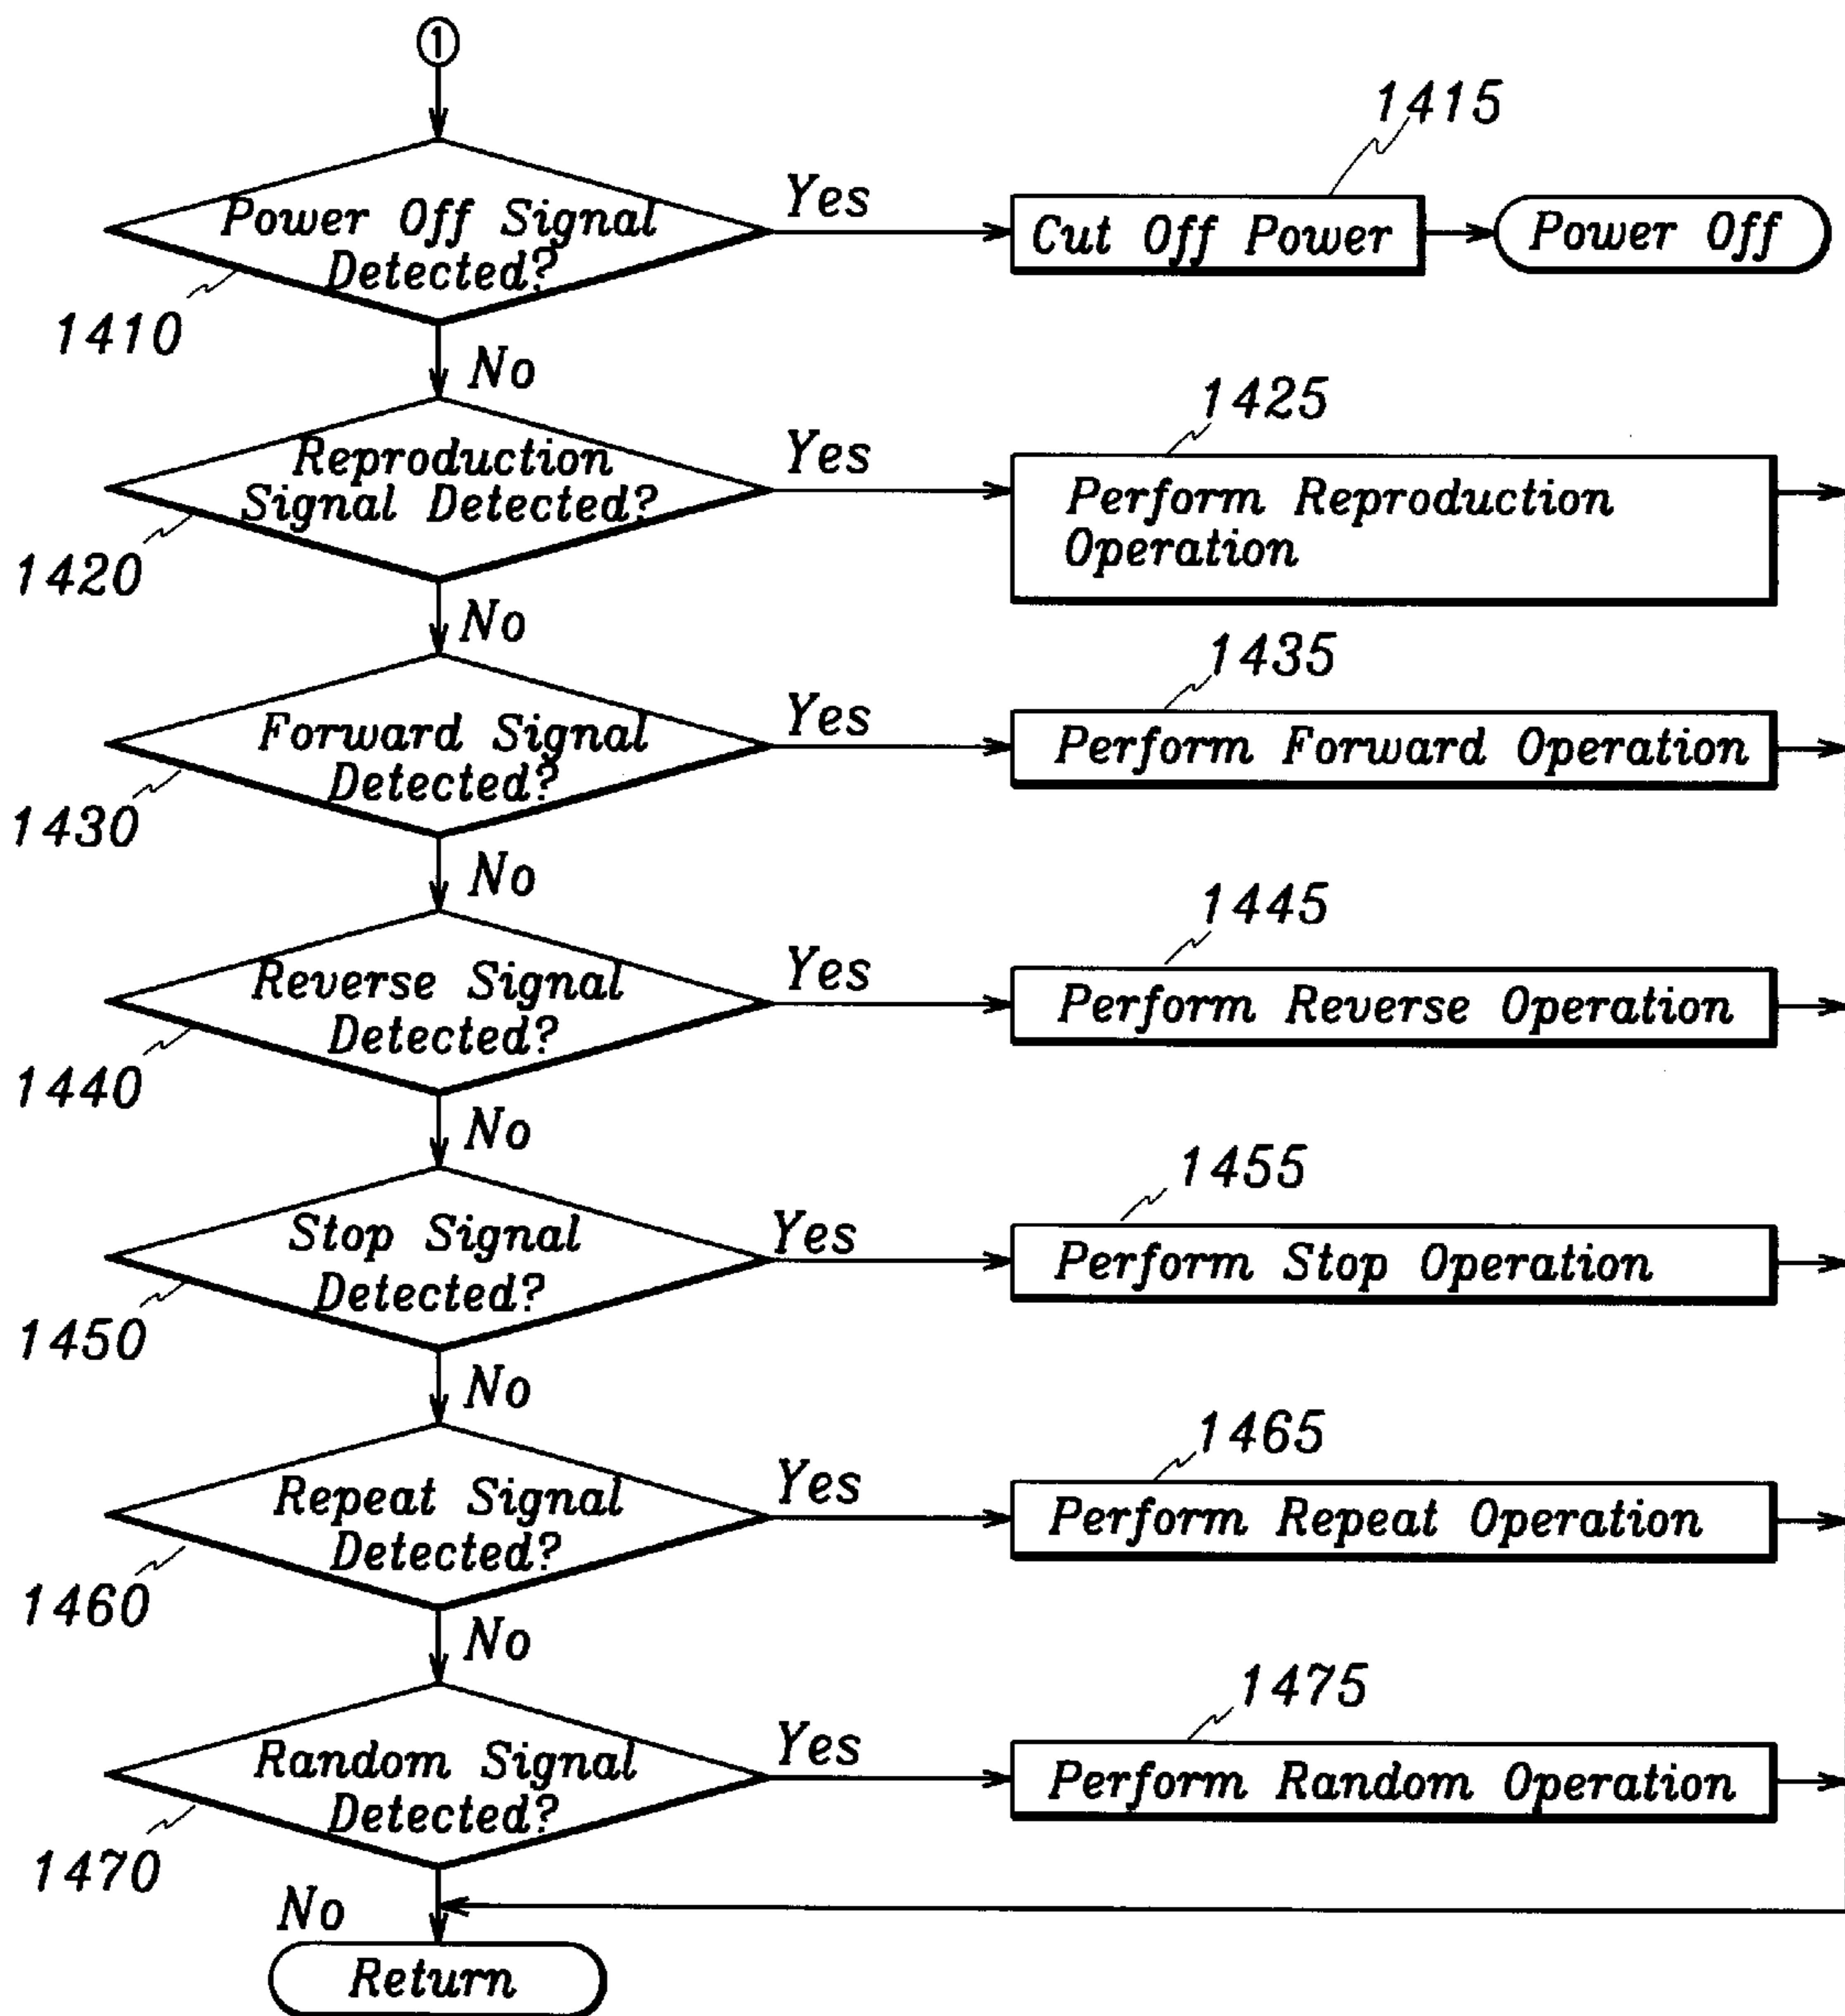 1
1415
Power Off Signal
Detected?
Yes
Cut Off Power
Power Off
1410
No
1425
Reproduction
Signal Detected?
Yes
Perform Reproduction
Operation
1420
No
1435
Forward Signal
Detected?
Yes
Perform Forward Operation
1430
No
1445
Reverse Signal
Detected?
Yes
Perform Reverse Operation
1440
No
1455
Stop Signal
Detected?
Yes
Perform Stop Operation
1450
No
1465
Repeat Signal
Detected?
Yes
Perform Repeat Operation
1460
No
1475
Random Signal
Detected?
Yes
Perform Random Operation
1470
No
Return